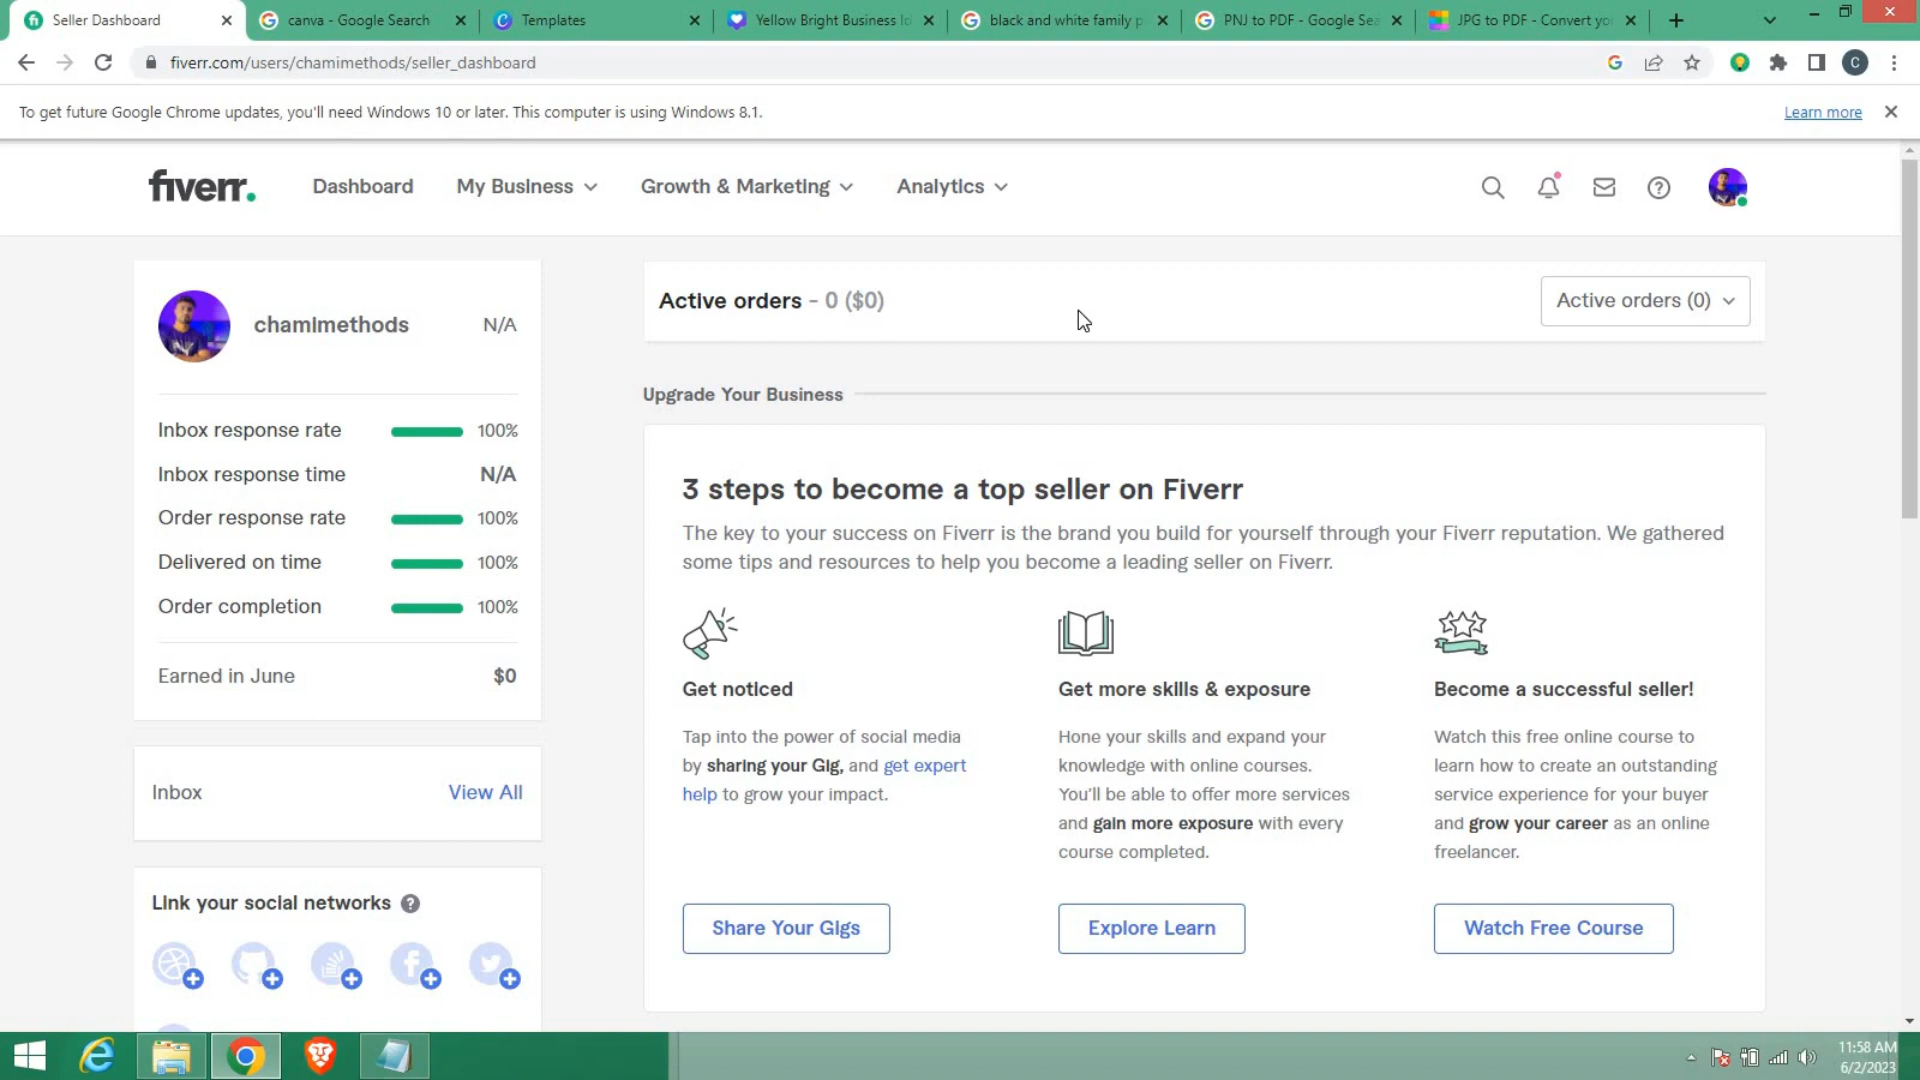 Seller Dashboard
canva - Google Search
Templates
Yellow Bright Business
black and white family p
PNJ to PDF - Google Sea
JPG to PDF - Convert yo
fiverr.com/users/chamimethods/seller_dashboard
C
To get future Google Chrome updates, you'll need Windows 10 or later. This computer is using Windows 8.1.
Learn more
fiverr.
Dashboard
My Business
Growth & Marketing
Analytics
chamimethods
N/A
Inbox response rate
100%
Inbox response time
N/A
Order response rate
100%
Delivered on time
100%
Order completion
100%
Earned in June
$0
Inbox
View All
Link your social networks
Active orders - 0 ($0)
Active orders (0)
Upgrade Your Business
3 steps to become a top seller on Fiverr
The key to your success on Fiverr is the brand you build for yourself through your Fiverr reputation. We gathered
some tips and resources to help you become a leading seller on Fiverr.
Get noticed
Tap into the power of social media
by sharing your Gig, and get expert
help to grow your impact.
Share Your Gigs
Get more skills & exposure
Hone your skills and expand your
knowledge with online courses.
You'll be able to offer more services
and gain more exposure with every
course completed.
Explore Learn
Become a successful seller!
Watch this free online course to
learn how to create an outstanding
service experience for your buyer
and grow your career as an online
freelancer.
Watch Free Course
11:58 AM
6/2/2023